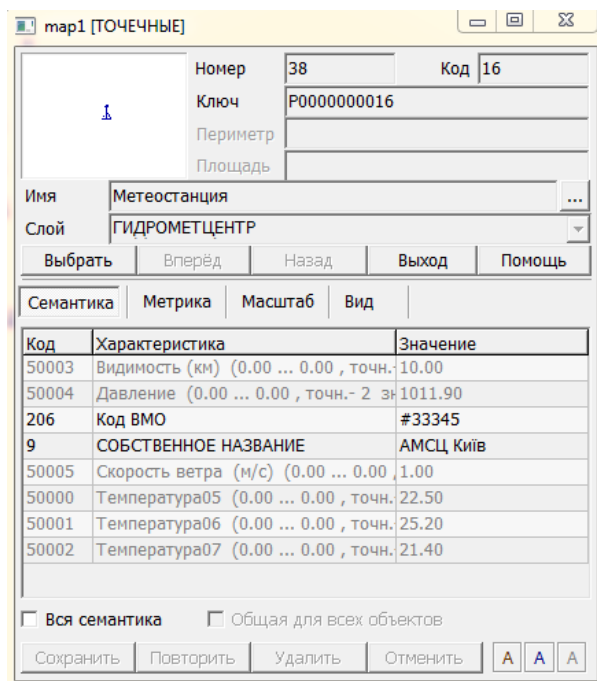 map1 [ТОЧЕЧНЫЕ]
Номер 38 Код 16
Ключ P0000000016
Периметр
Площадь
Имя Метеостанция ...
Слой ГИДРОМЕТЦЕНТР
Выбрать Вперёд Назад Выход Помощь
Семантика Метрика Масштаб Вид
Код Характеристика Значение
50003 Видимость (км) (0.00 ... 0.00 , точн.- 10.00
50004 Давление (0.00 ... 0.00 , точн.- 2 зн 1011.90
206 Код ВМО #33345
9 СОБСТВЕННОЕ НАЗВАНИЕ АМСЦ Київ
50005 Скорость ветра (м/с) (0.00 ... 0.00 , 1.00
50000 Температура05 (0.00 ... 0.00 , точн.- 22.50
50001 Температура06 (0.00 ... 0.00 , точн.- 25.20
50002 Температура07 (0.00 ... 0.00 , точн.- 21.40
Вся семантика Общая для всех объектов
Сохранить Повторить Удалить Отменить А А А